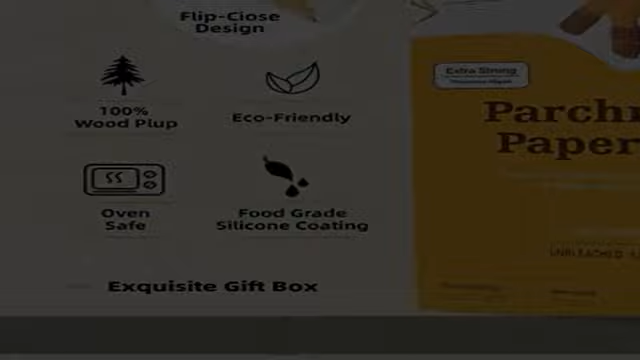 Flip-Close
Design
100%
Wood Plup
Eco-Friendly
Oven
Safe
Food Grade
Silicone Coating
Exquisite Gift Box
Extra Strong
Parchm
Paper
UNBLEACHED